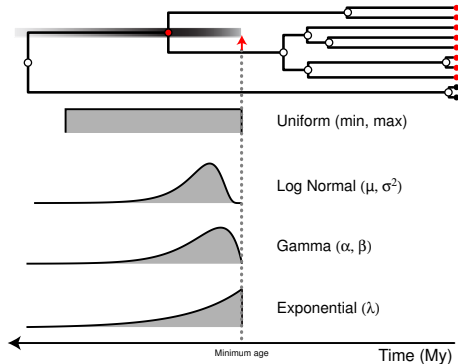 Uniform (min, max)
Log Normal (μ, σ²)
Gamma (α, β)
Exponential (λ)
Minimum age
Time (My)